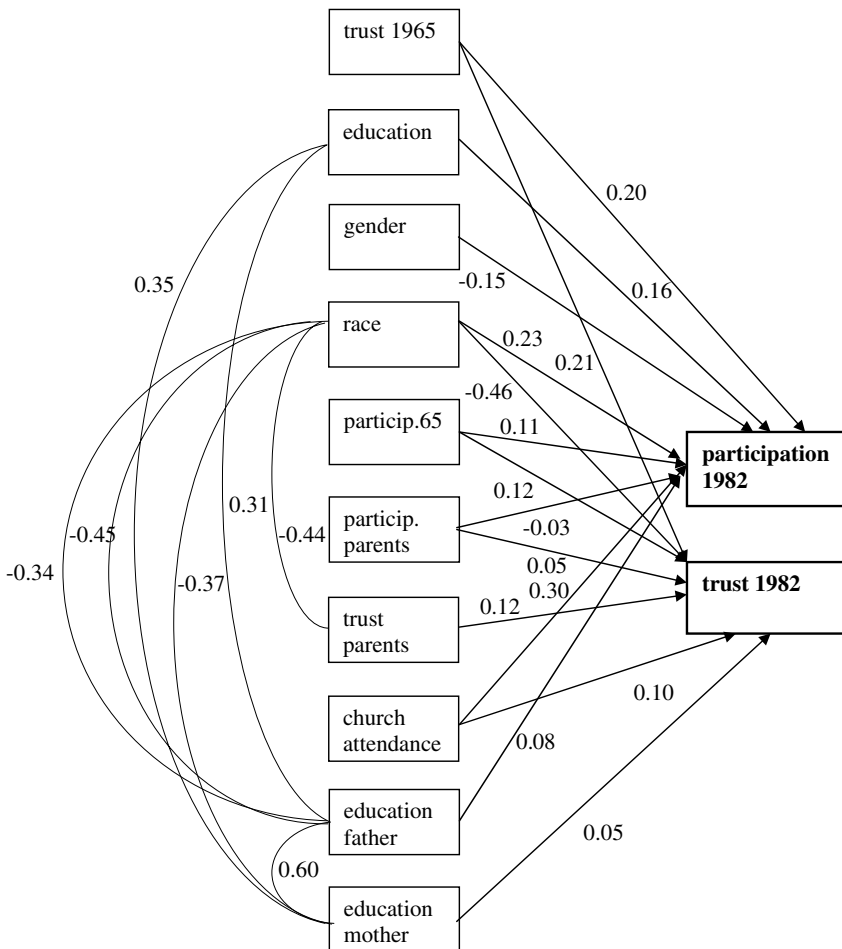 trust 1965
education
0.20
gender
0.35
-0.15
0.16
race
0.23
0.21
-0.46
particip.65
0.11
participation
1982
0.12
particip.
parents
0.31
-0.44
-0.45
-0.03
-0.34
-0.37
0.05
0.30
trust 1982
0.12
trust
parents
0.10
church
attendance
0.08
education
father
0.05
0.60
education
mother